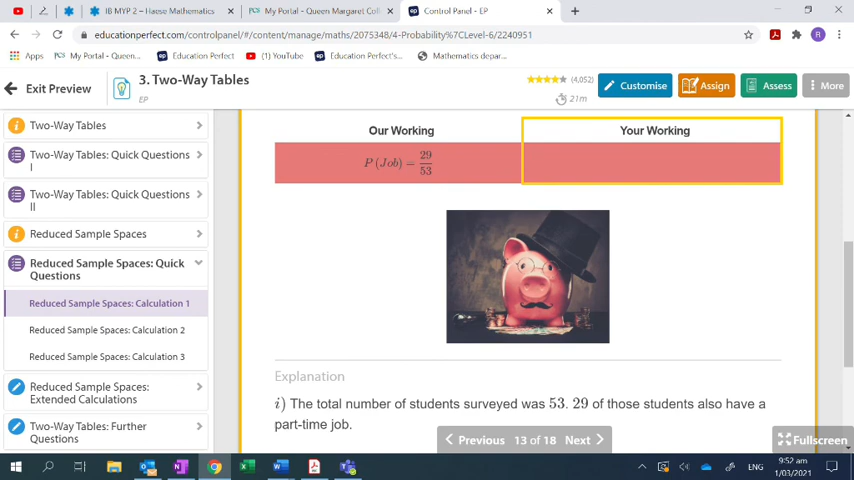 IB MYP 2 – Haese Mathematics
My Portal - Queen Margaret Coll
Control Panel - EP
educationperfect.com/controlpanel/#/content/manage/maths/2075348/4-Probability%7CLevel-6/2240951
R
Apps
My Portal - Queen...
Education Perfect
(1) YouTube
Education Perfect's...
Mathematics depar...
Exit Preview
3. Two-Way Tables
EP
(4,052)
21m
Customise
Assign
Assess
More
Two-Way Tables
Two-Way Tables: Quick Questions
I
Two-Way Tables: Quick Questions
II
Reduced Sample Spaces
Reduced Sample Spaces: Quick
Questions
Reduced Sample Spaces: Calculation 1
Reduced Sample Spaces: Calculation 2
Reduced Sample Spaces: Calculation 3
Reduced Sample Spaces:
Extended Calculations
Two-Way Tables: Further
Questions
Our Working
Your Working
P (Job) = 29/53
Explanation
i) The total number of students surveyed was 53. 29 of those students also have a
part-time job.
Previous 13 of 18 Next
Fullscreen
ENG
9:52 am
1/03/2021